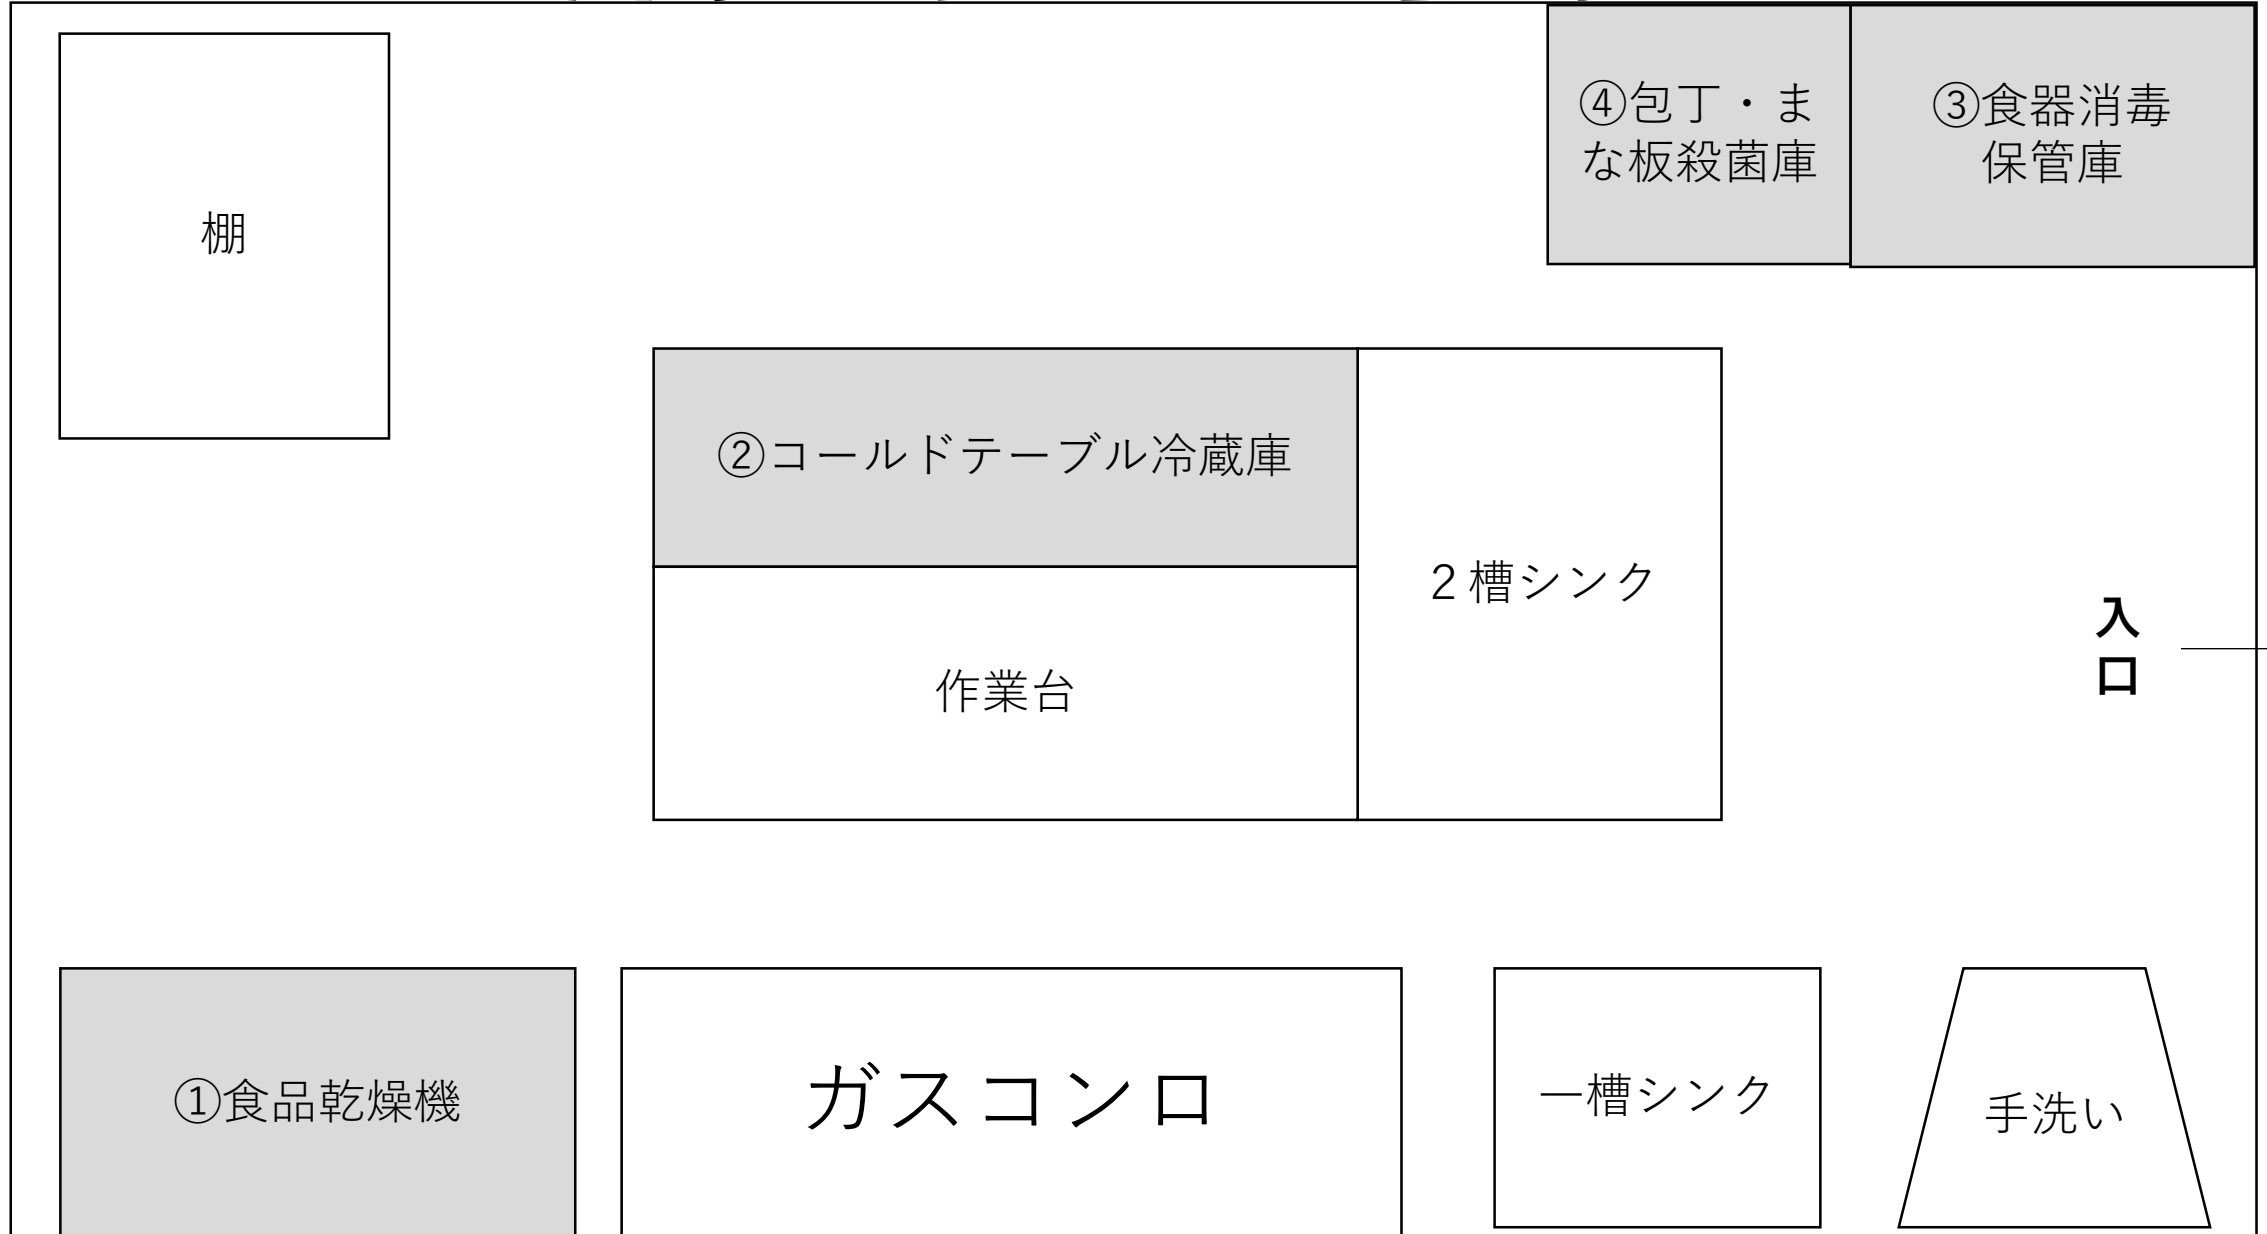 ④包丁・ま
な板殺菌庫
③食器消毒
保管庫
棚
②コールドテーブル冷蔵庫
２槽シンク
作業台
入
口
①食品乾燥機
ガスコンロ
一槽シンク
手洗い